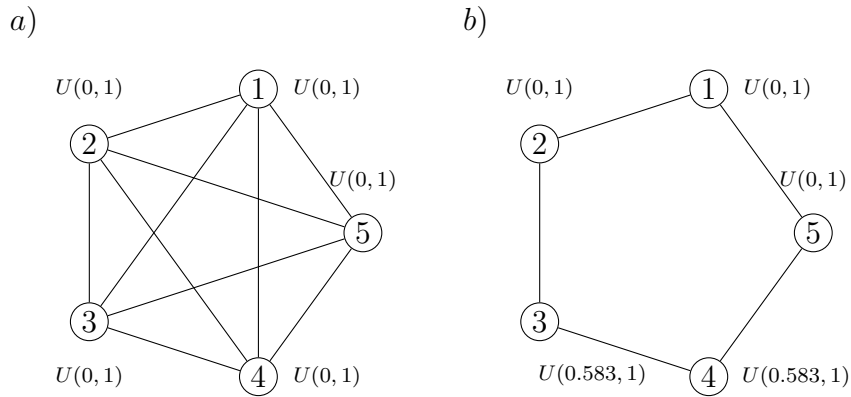 a)
b)
U(0, 1)
1
U(0, 1)
2
U(0, 1)
5
3
U(0, 1)
4
U(0, 1)
U(0, 1)
1
U(0, 1)
2
U(0, 1)
5
3
U(0.583, 1)
4
U(0.583, 1)